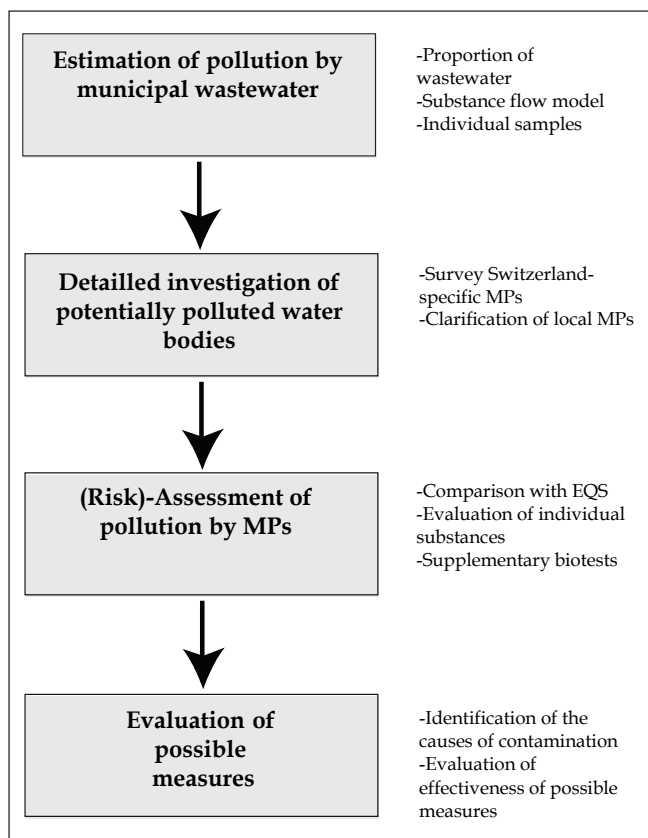 Estimation of pollution by
municipal wastewater
-Proportion of
wastewater
-Substance flow model
-Individual samples
Detailled investigation of
potentially polluted water
bodies
-Survey Switzerland-
specific MPs
-Clarification of local MPs
(Risk)-Assessment of
pollution by MPs
-Comparison with EQS
-Evaluation of individual
substances
-Supplementary biotests
Evaluation of
possible
measures
-Identification of the
causes of contamination
-Evaluation of
effectiveness of possible
measures